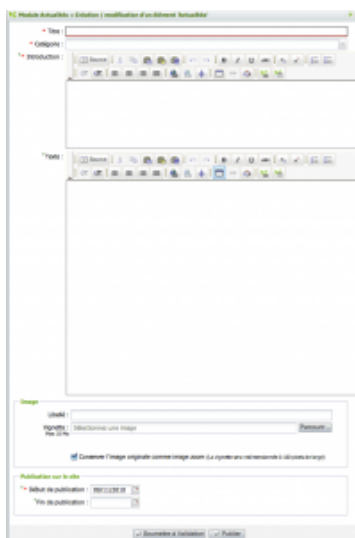 Module Actualités > Création / modification d'un élément 'Actualités'
* Titre :
* Catégorie :
* Introduction :
Source
Texte :
Source
Image
Libellé :
Vignette :
Sélectionnez une image
Parcourir...
Conserver l'image originale comme image zoom
Publication sur le site
* Début de publication :
Fin de publication :
Soumettre à Validation
Publier